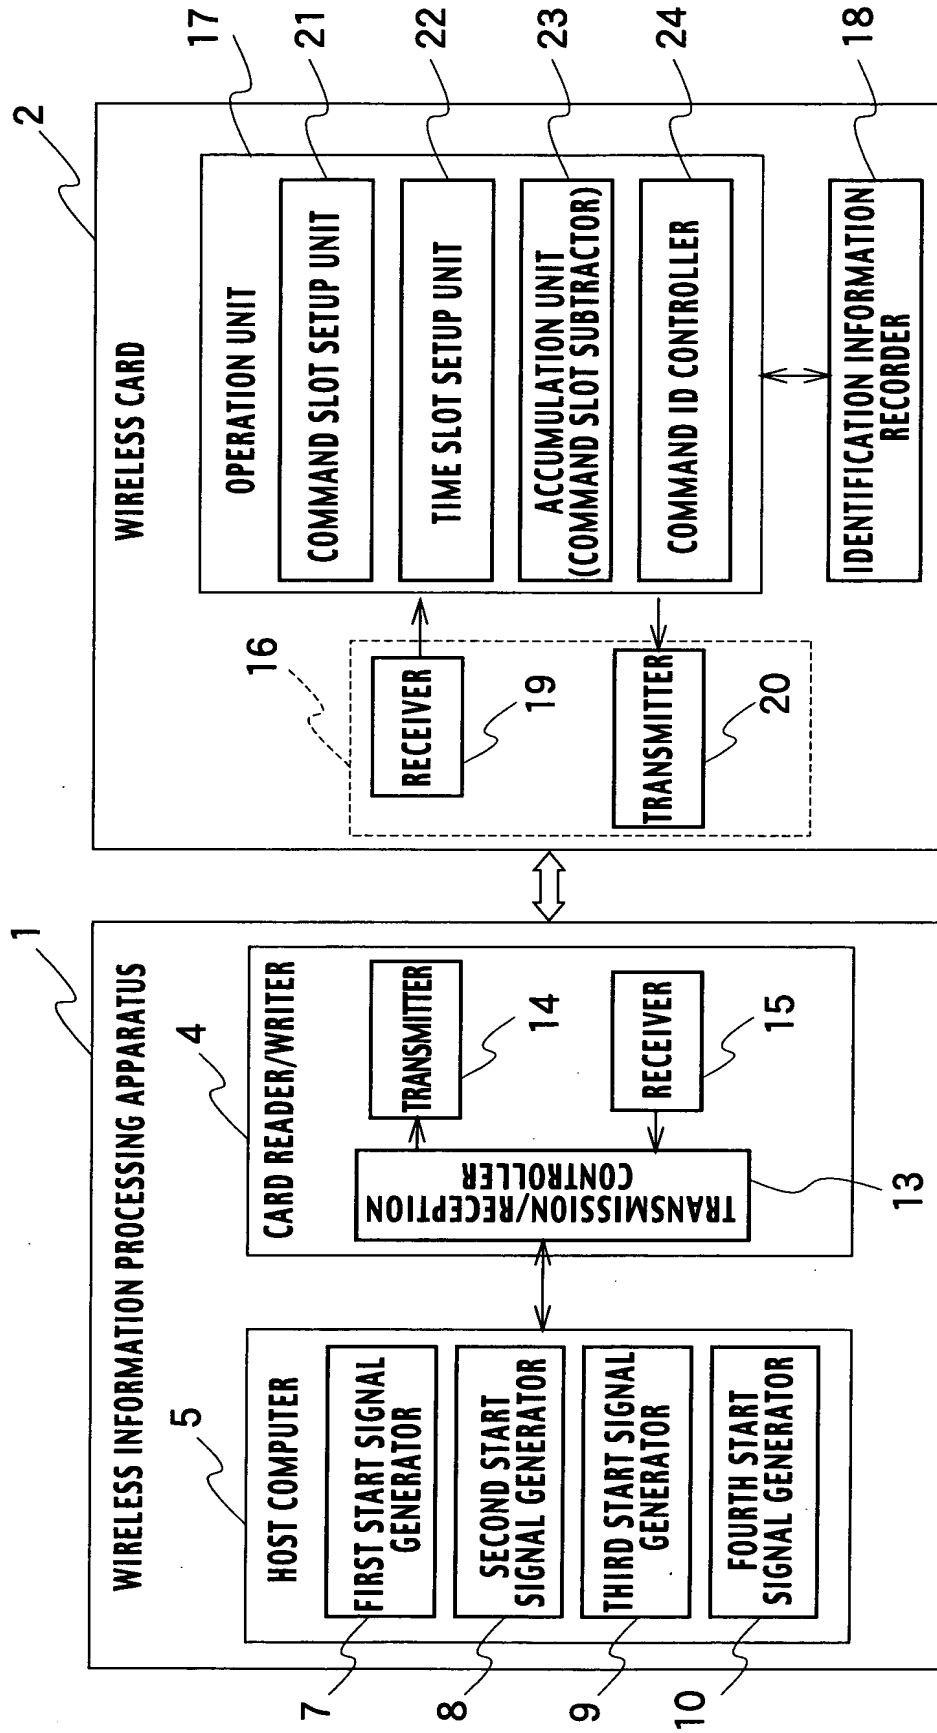 1
WIRELESS INFORMATION PROCESSING APPARATUS
5
HOST COMPUTER
7
FIRST START SIGNAL
GENERATOR
8
SECOND START
SIGNAL GENERATOR
9
THIRD START SIGNAL
GENERATOR
10
FOURTH START
SIGNAL GENERATOR
4
CARD READER/WRITER
TRANSMISSION/RECEPTION
CONTROLLER
13
TRANSMITTER
14
RECEIVER
15
2
WIRELESS CARD
16
RECEIVER
19
TRANSMITTER
20
17
OPERATION UNIT
COMMAND SLOT SETUP UNIT
21
TIME SLOT SETUP UNIT
22
ACCUMULATION UNIT
(COMMAND SLOT SUBTRACTOR)
23
COMMAND ID CONTROLLER
24
IDENTIFICATION INFORMATION
RECORDER
18